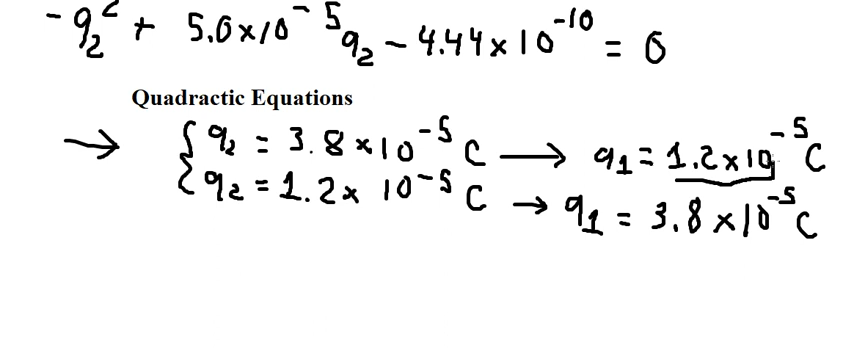 - q₂² + 5.0×10⁻⁵ q₂ - 4.44×10⁻¹⁰ = 0
Quadractic Equations
→ { q₂ = 3.8×10⁻⁵ C → q₁ = 1.2×10⁻⁵ C
{ q₂ = 1.2×10⁻⁵ C → q₁ = 3.8×10⁻⁵ C